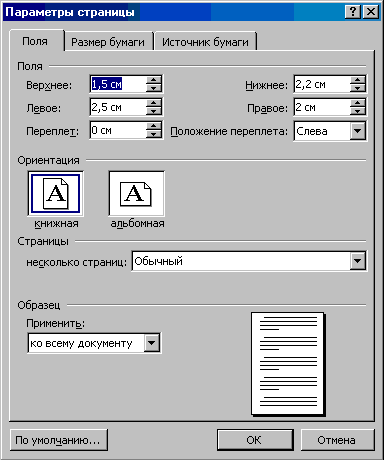 Параметры страницы
Поля Размер бумаги Источник бумаги
Поля
Верхнее: 1,5 см Нижнее: 2,2 см
Левое: 2,5 см Правое: 2 см
Переплет: 0 см Положение переплета: Слева
Ориентация
A A
книжная альбомная
Страницы
несколько страниц: Обычный
Образец
Применить:
ко всему документу
По умолчанию... ОК Отмена